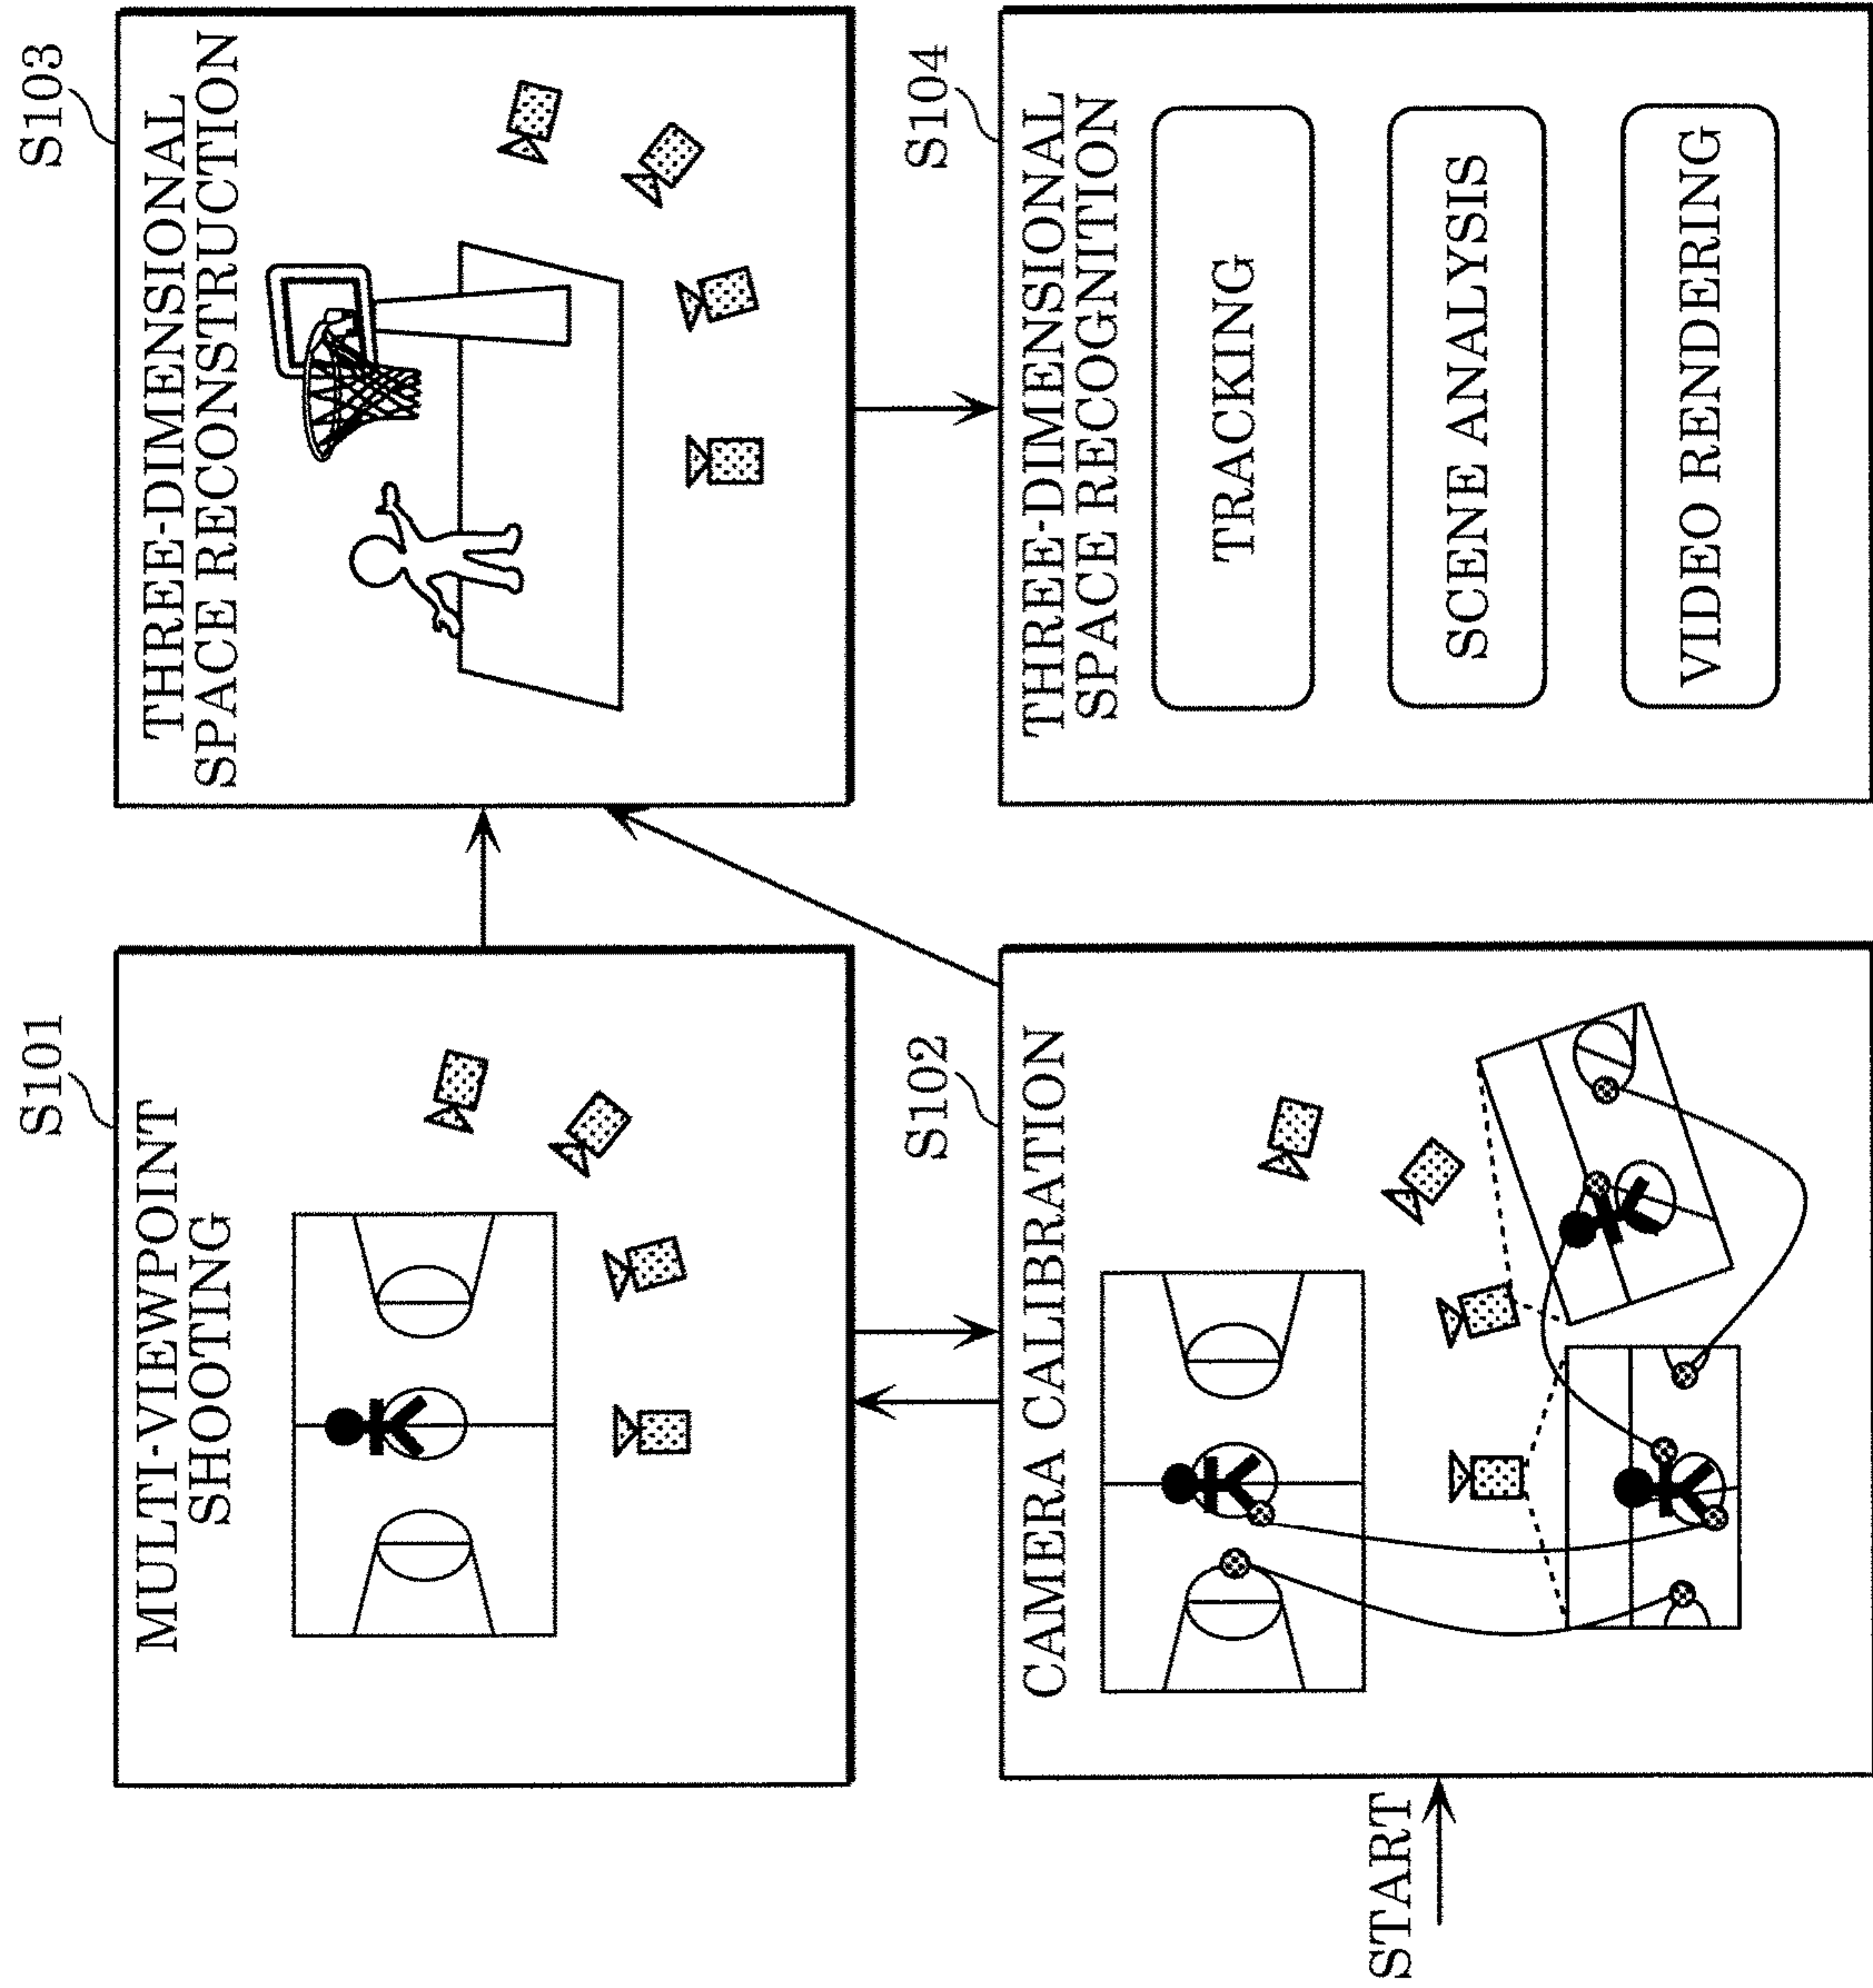 S101
MULTI-VIEWPOINT
SHOOTING
S103
THREE-DIMENSIONAL
SPACE RECONSTRUCTION
START
S102
CAMERA CALIBRATION
S104
THREE-DIMENSIONAL
SPACE RECOGNITION
TRACKING
SCENE ANALYSIS
VIDEO RENDERING